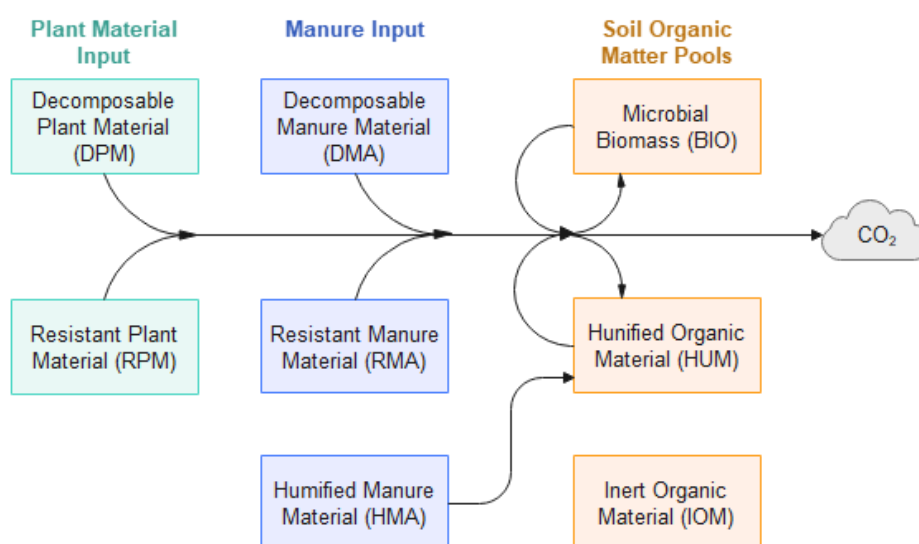 Plant Material
Input
Manure Input
Soil Organic
Matter Pools
Decomposable
Plant Material
(DPM)
Decomposable
Manure Material
(DMA)
Microbial
Biomass (BIO)
CO₂
Resistant Plant
Material (RPM)
Resistant Manure
Material (RMA)
Hunified Organic
Material (HUM)
Humified Manure
Material (HMA)
Inert Organic
Material (IOM)